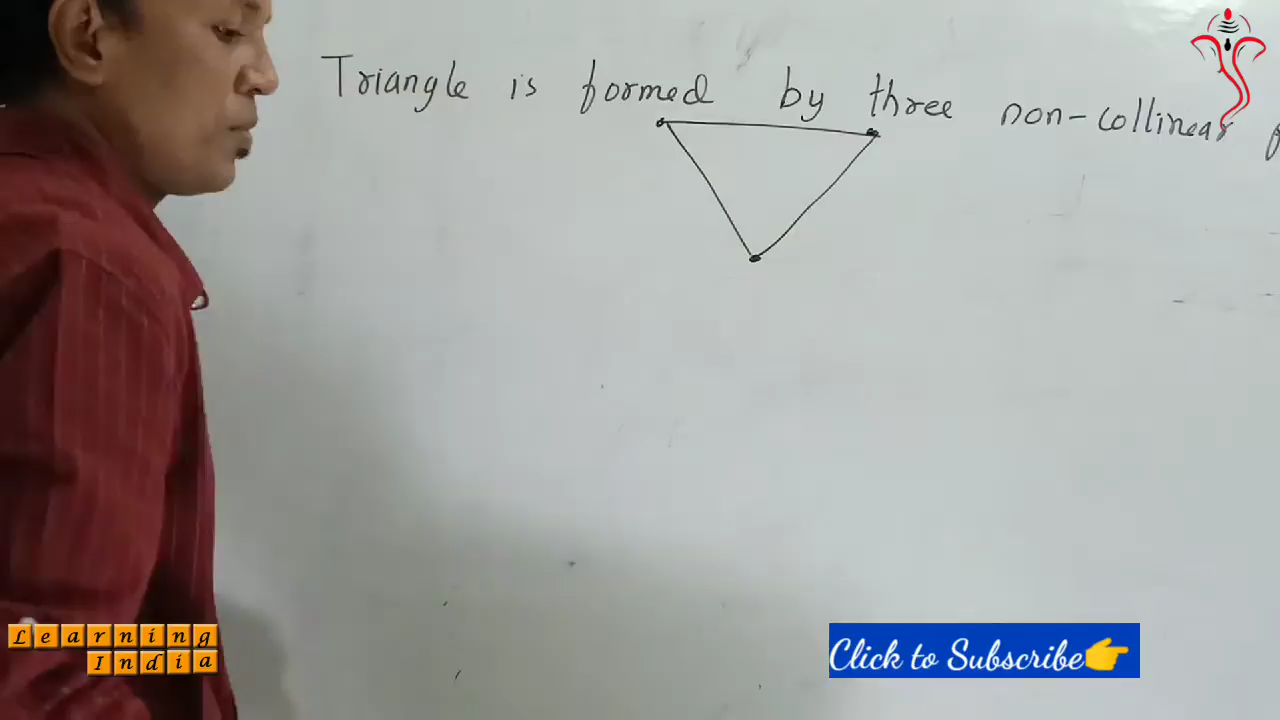 Triangle is formed by three non-collinear
Learning
India
Click to Subscribe